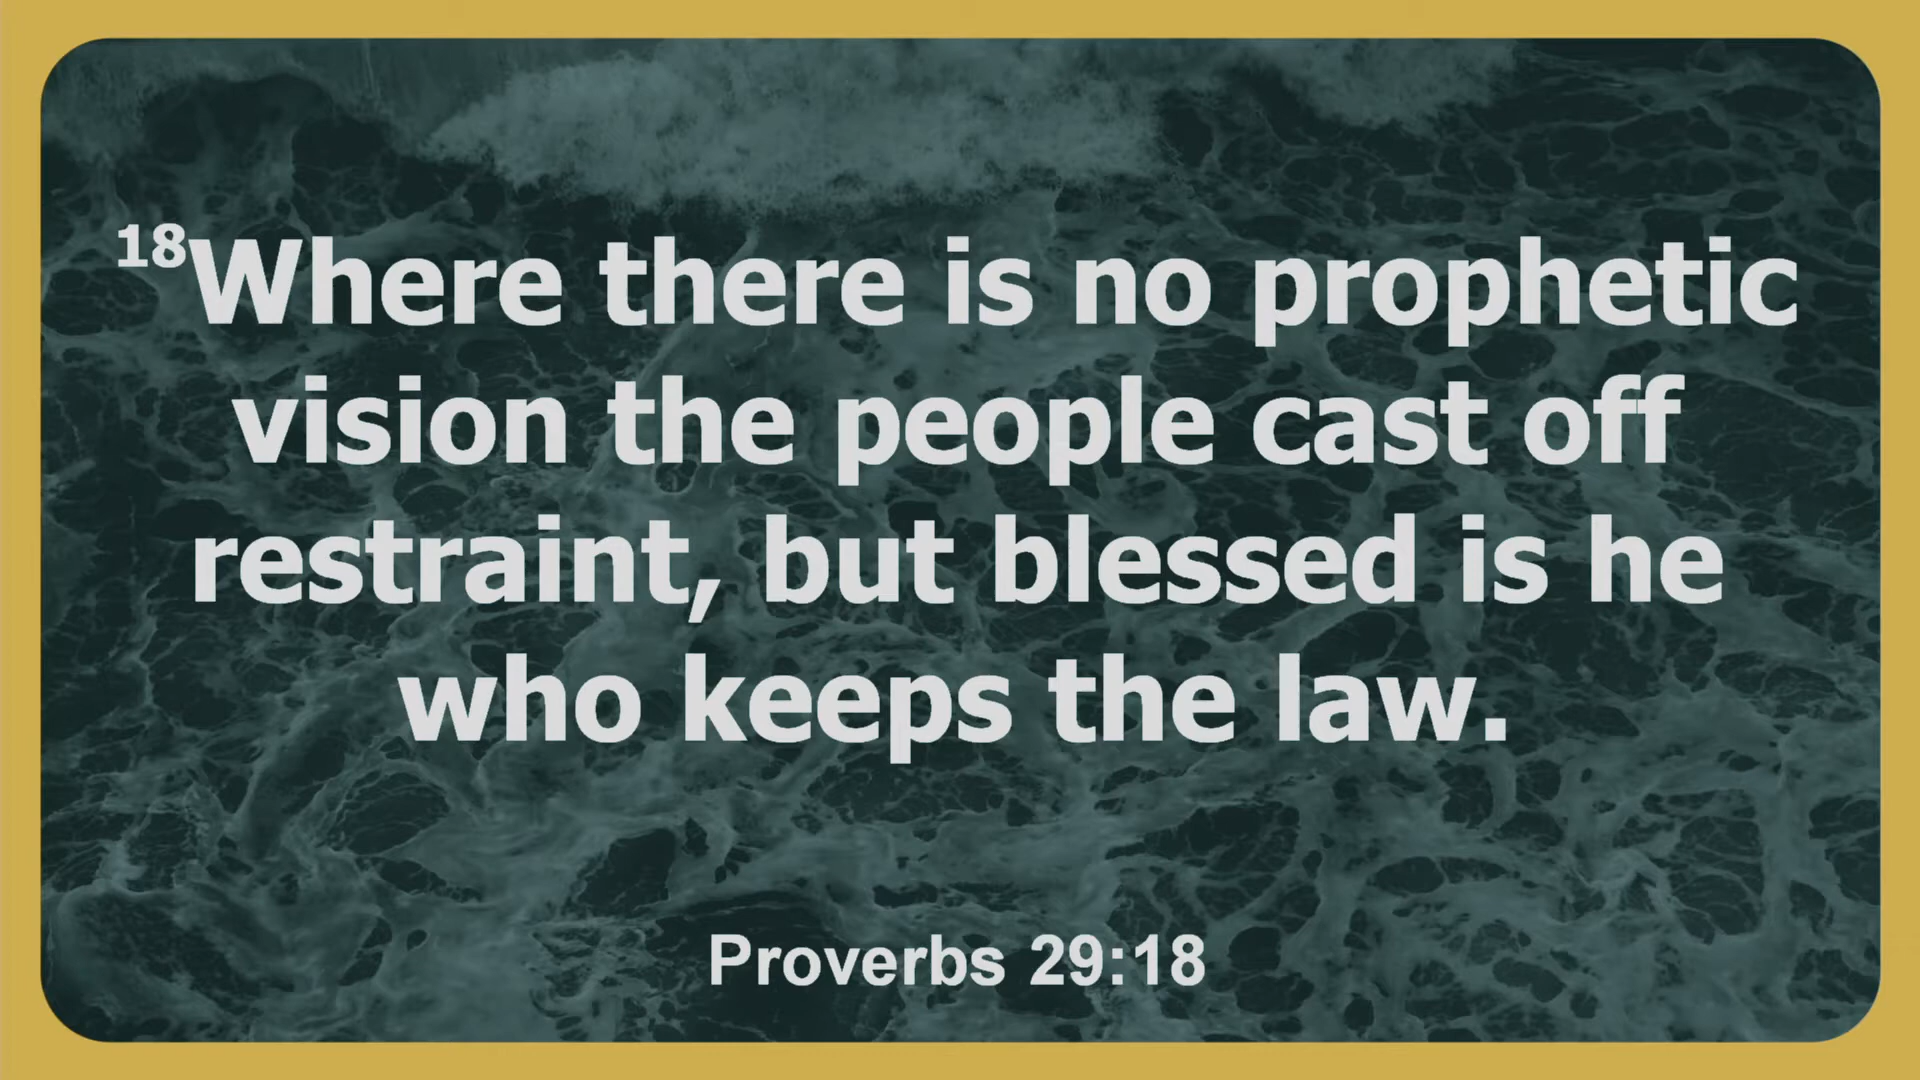 18Where there is no prophetic
vision the people cast off
restraint, but blessed is he
who keeps the law.
Proverbs 29:18